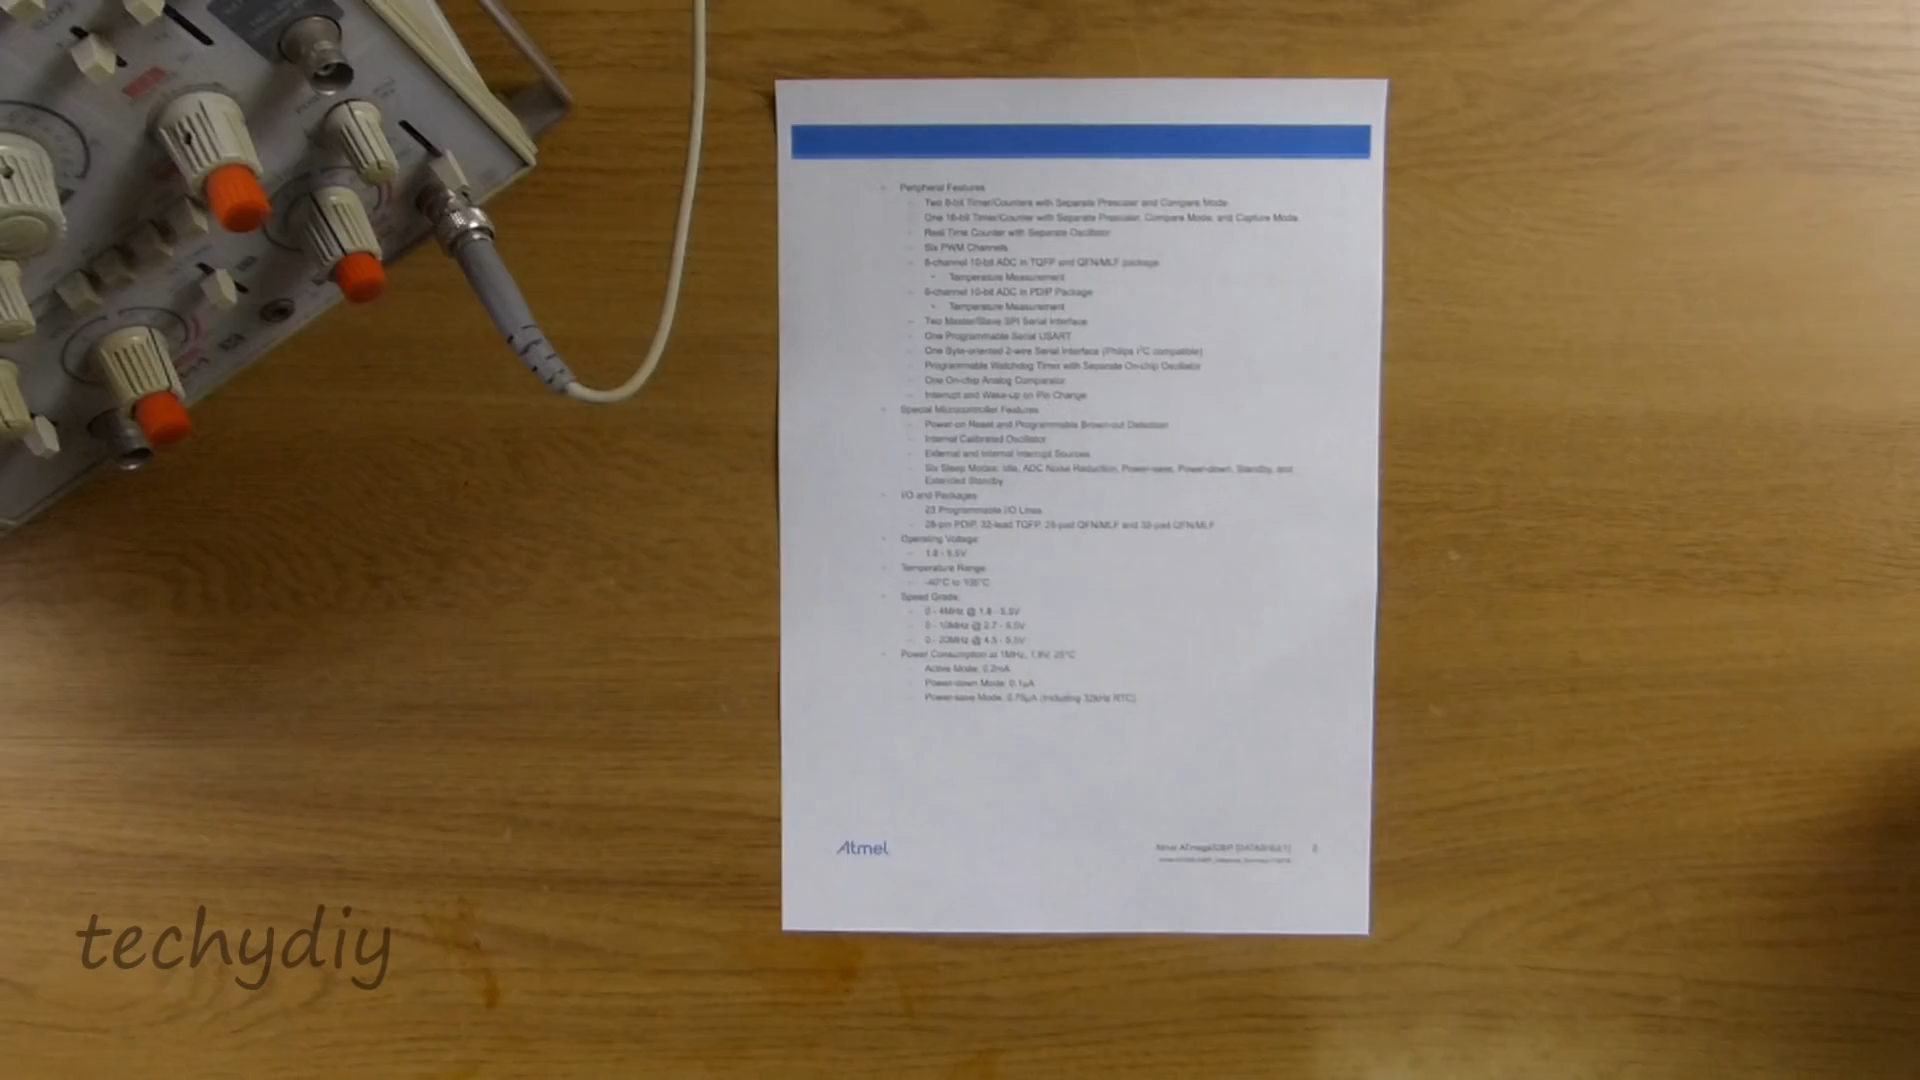 SLOPE
Peripheral Features
Two 8-bit Timer/Counters with Separate Prescaler and Compare Mode
One 16-bit Timer/Counter with Separate Prescaler, Compare Mode, and Capture Mode
Real Time Counter with Separate Oscillator
Six PWM Channels
8-channel 10-bit ADC in TQFP and QFN/MLF package
Temperature Measurement
6-channel 10-bit ADC in PDIP Package
Temperature Measurement
Two Master/Slave SPI Serial Interface
One Programmable Serial USART
One Byte-oriented 2-wire Serial Interface (Philips I²C compatible)
Programmable Watchdog Timer with Separate On-chip Oscillator
One On-chip Analog Comparator
Interrupt and Wake-up on Pin Change
Special Microcontroller Features
Power-on Reset and Programmable Brown-out Detection
Internal Calibrated Oscillator
External and Internal Interrupt Sources
Six Sleep Modes: Idle, ADC Noise Reduction, Power-save, Power-down, Standby, and
Extended Standby
I/O and Packages
23 Programmable I/O Lines
28-pin PDIP, 32-lead TQFP, 28-pad QFN/MLF and 32-pad QFN/MLF
Operating Voltage:
1.8 - 5.5V
Temperature Range:
-40°C to 105°C
Speed Grade:
0 - 4MHz @ 1.8 - 5.5V
0 - 10MHz @ 2.7 - 5.5V
0 - 20MHz @ 4.5 - 5.5V
Power Consumption at 1MHz, 1.8V, 25°C
Active Mode: 0.2mA
Power-down Mode: 0.1µA
Power-save Mode: 0.75µA (Including 32kHz RTC)
Atmel
Atmel ATmega328/P [DATASHEET] 2
techydiy